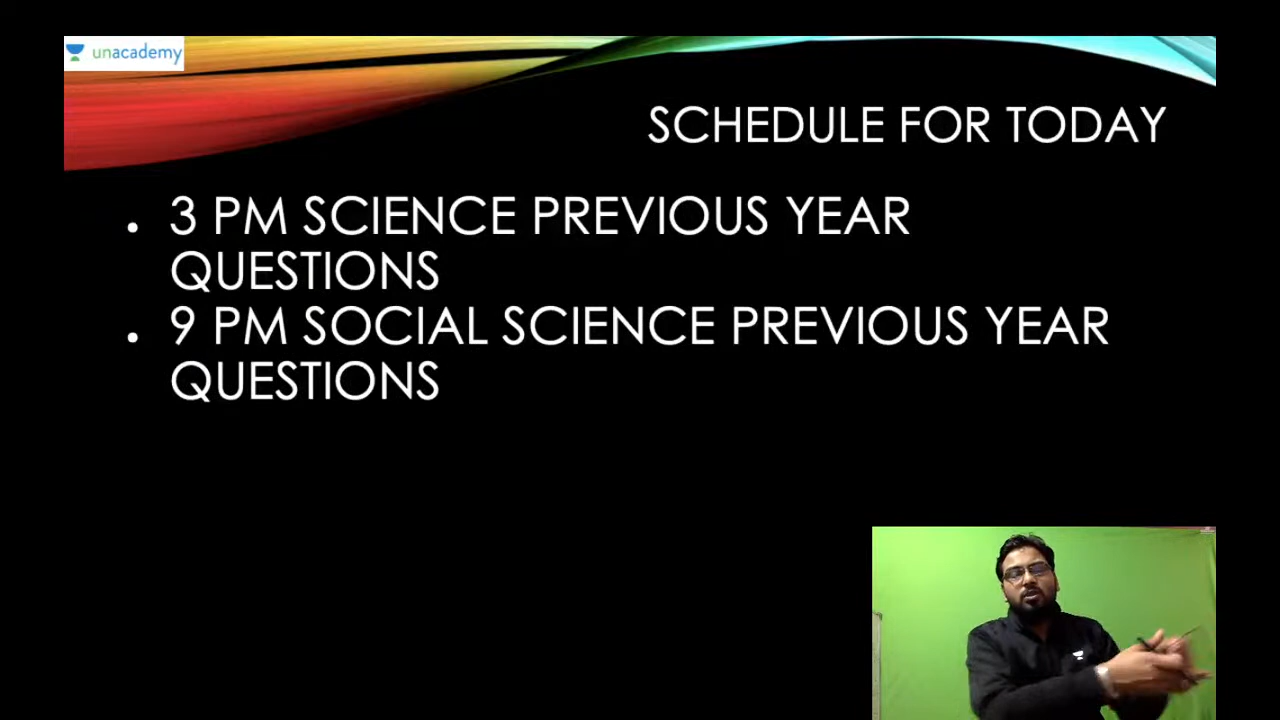 unacademy
SCHEDULE FOR TODAY
• 3 PM SCIENCE PREVIOUS YEAR
QUESTIONS
• 9 PM SOCIAL SCIENCE PREVIOUS YEAR
QUESTIONS